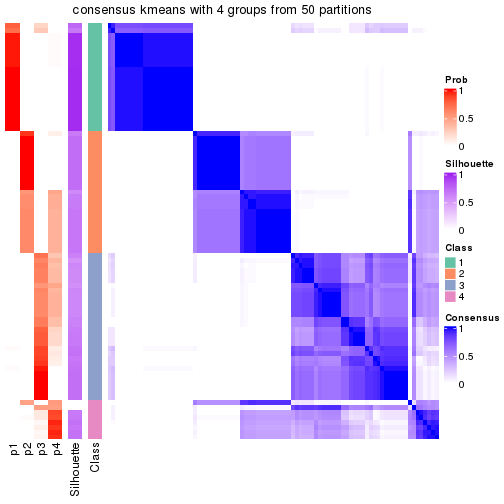 consensus kmeans with 4 groups from 50 partitions
Prob
1
0.5
0
Silhouette
1
0.5
0
Class
1
2
3
4
Consensus
1
0.5
0
p1
p2
p3
p4
Silhouette
Class